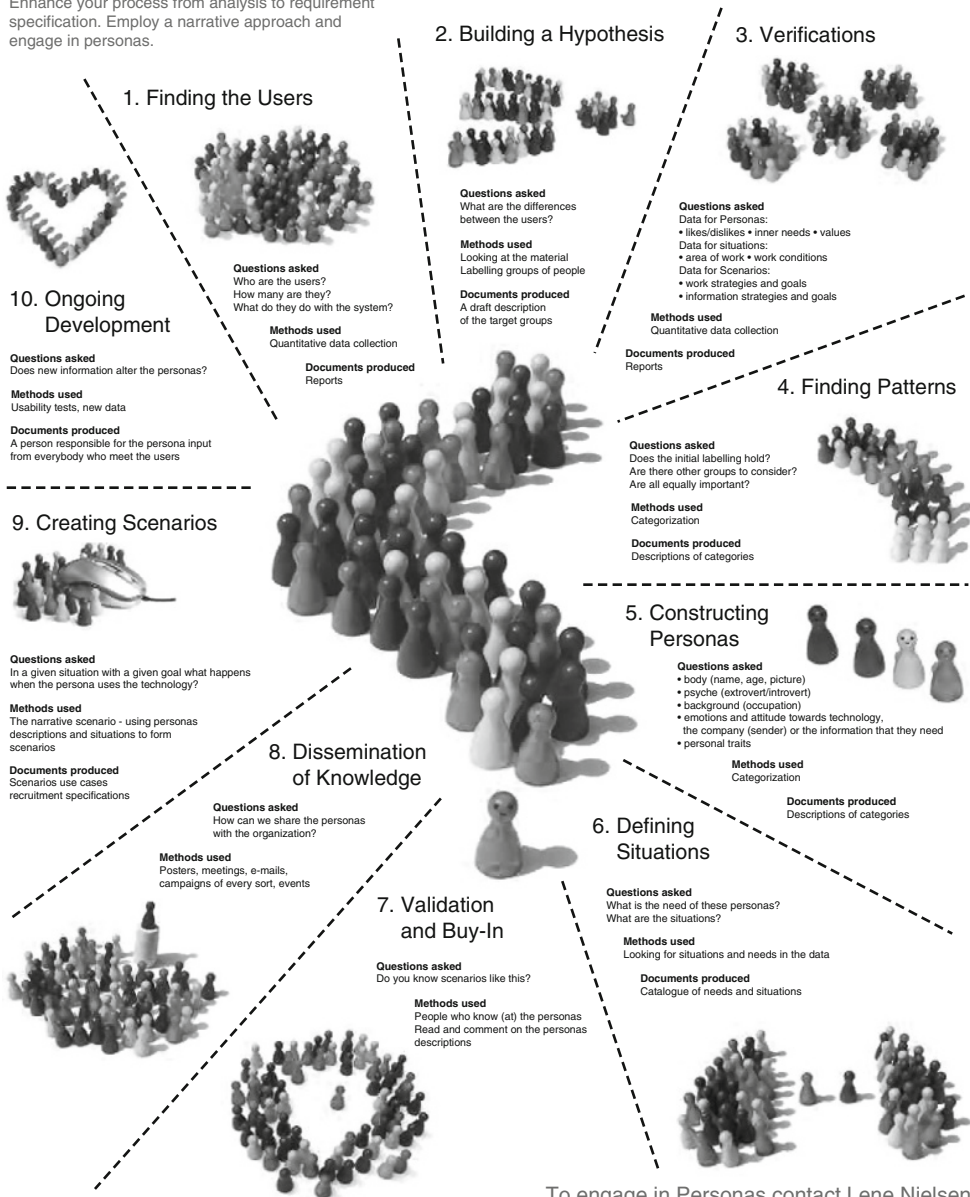 Enhance your process from analysis to requirement
specification. Employ a narrative approach and
engage in personas.
1. Finding the Users
Questions asked
Who are the users?
How many are they?
What do they do with the system?
Methods used
Quantitative data collection
Documents produced
Reports
2. Building a Hypothesis
Questions asked
What are the differences
between the users?
Methods used
Looking at the material
Labelling groups of people
Documents produced
A draft description
of the target groups
3. Verifications
Questions asked
Data for Personas:
• likes/dislikes • inner needs • values
Data for situations:
• area of work • work conditions
Data for Scenarios:
• work strategies and goals
• information strategies and goals
Methods used
Quantitative data collection
Documents produced
Reports
4. Finding Patterns
Questions asked
Does the initial labelling hold?
Are there other groups to consider?
Are all equally important?
Methods used
Categorization
Documents produced
Descriptions of categories
5. Constructing
Personas
Questions asked
• body (name, age, picture)
• psyche (extrovert/introvert)
• background (occupation)
• emotions and attitude towards technology,
the company (sender) or the information that they need
• personal traits
Methods used
Categorization
Documents produced
Descriptions of categories
6. Defining
Situations
Questions asked
What is the need of these personas?
What are the situations?
Methods used
Looking for situations and needs in the data
Documents produced
Catalogue of needs and situations
7. Validation
and Buy-In
Questions asked
Do you know scenarios like this?
Methods used
People who know (at) the personas
Read and comment on the personas
descriptions
8. Dissemination
of Knowledge
Questions asked
How can we share the personas
with the organization?
Methods used
Posters, meetings, e-mails,
campaigns of every sort, events
9. Creating Scenarios
Questions asked
In a given situation with a given goal what happens
when the persona uses the technology?
Methods used
The narrative scenario - using personas
descriptions and situations to form
scenarios
Documents produced
Scenarios use cases
recruitment specifications
10. Ongoing
Development
Questions asked
Does new information alter the personas?
Methods used
Usability tests, new data
Documents produced
A person responsible for the persona input
from everybody who meet the users
To engage in Personas contact Lene Nielsen